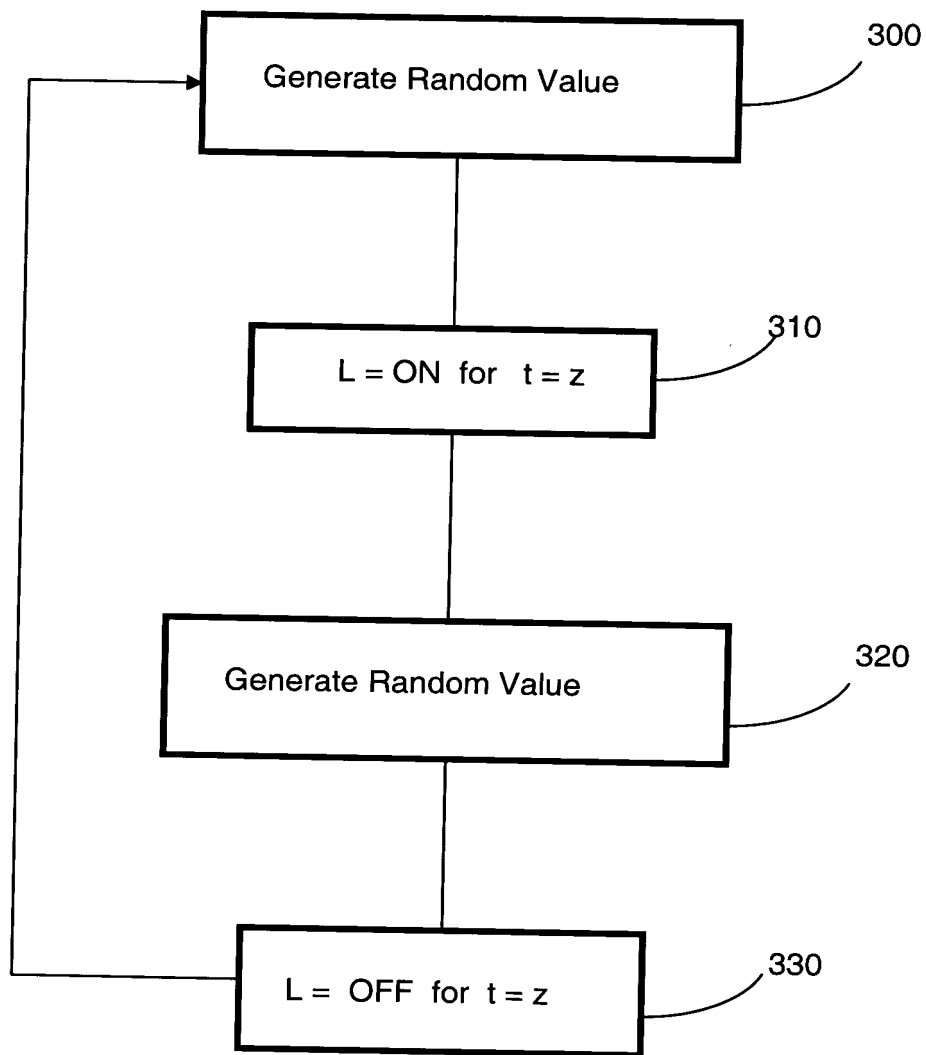 300
Generate Random Value
310
L = ON for t = z
320
Generate Random Value
330
L = OFF for t = z